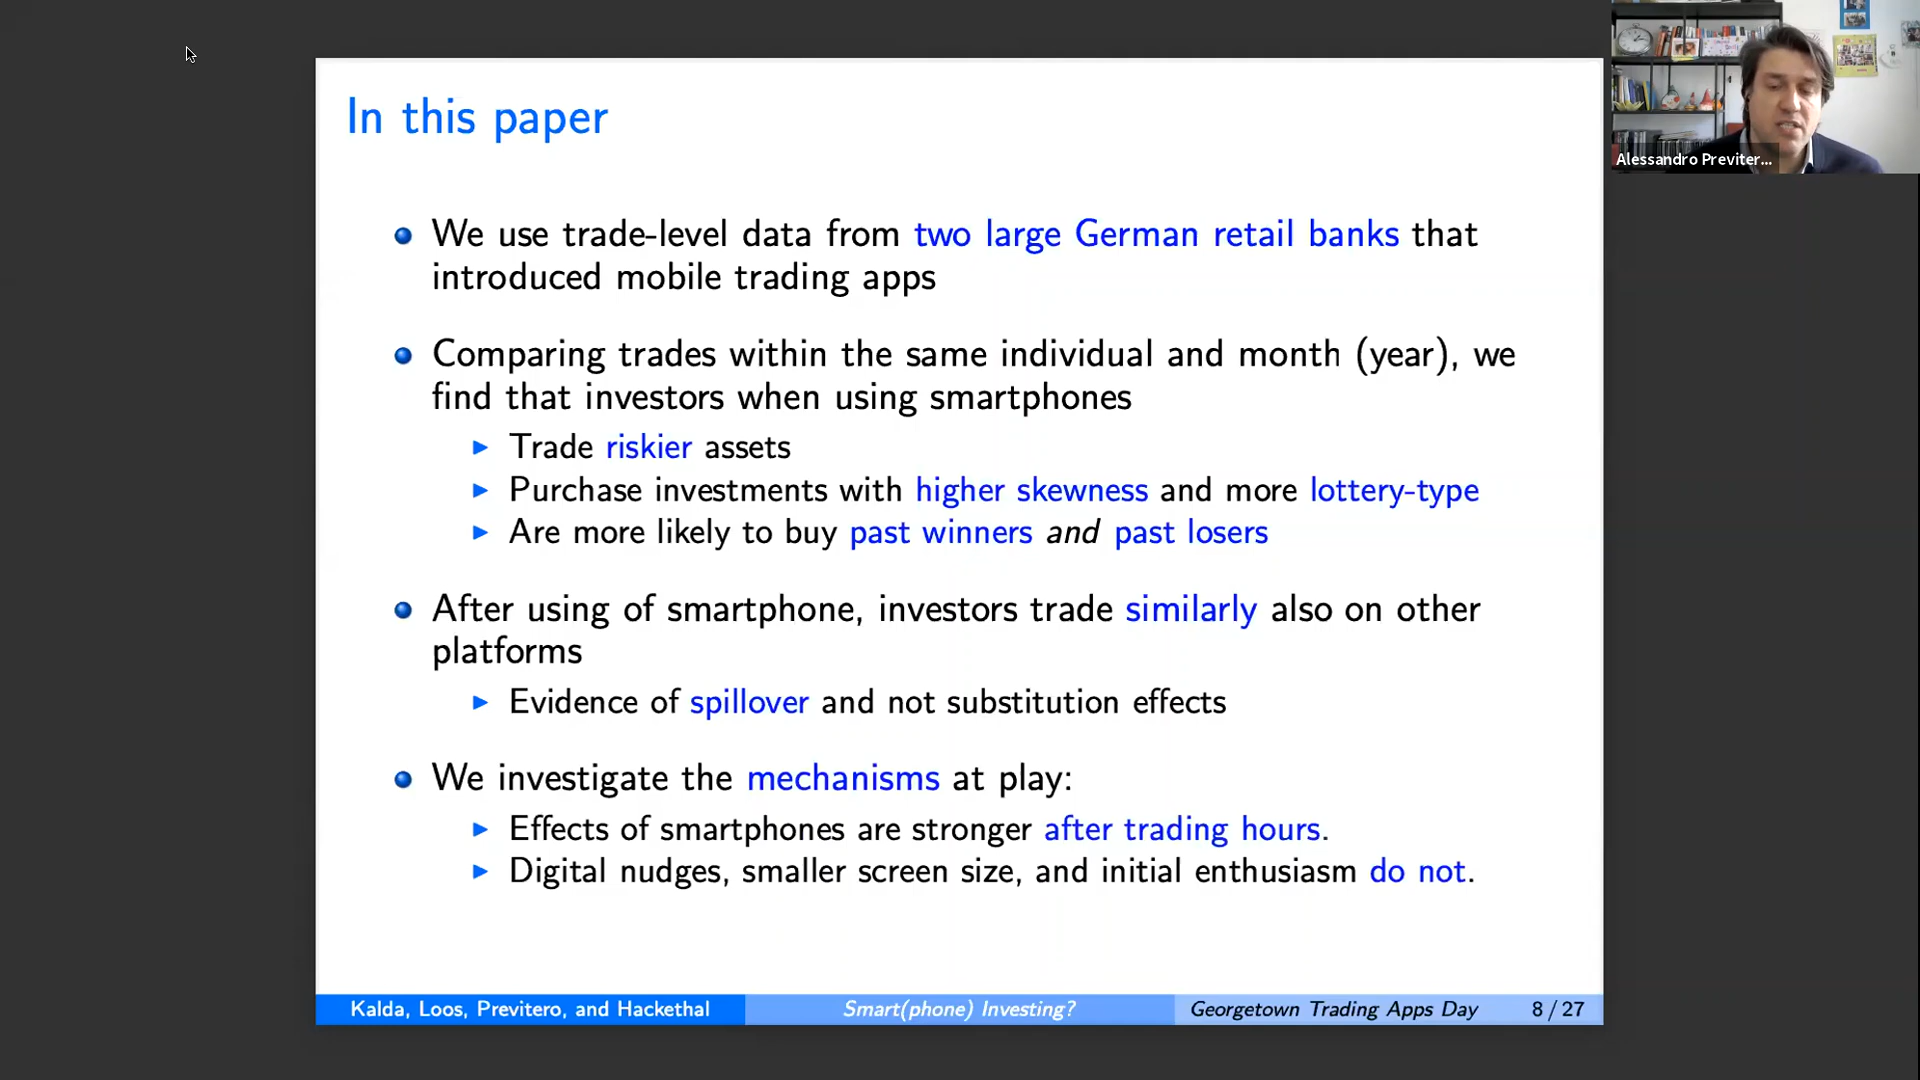 In this paper
We use trade-level data from two large German retail banks that
introduced mobile trading apps
Comparing trades within the same individual and month (year), we
find that investors when using smartphones
Trade riskier assets
Purchase investments with higher skewness and more lottery-type
Are more likely to buy past winners and past losers
After using of smartphone, investors trade similarly also on other
platforms
Evidence of spillover and not substitution effects
We investigate the mechanisms at play:
Effects of smartphones are stronger after trading hours.
Digital nudges, smaller screen size, and initial enthusiasm do not.
Kalda, Loos, Previtero, and Hackethal
Smart(phone) Investing?
Georgetown Trading Apps Day
8 / 27
Alessandro Previter...